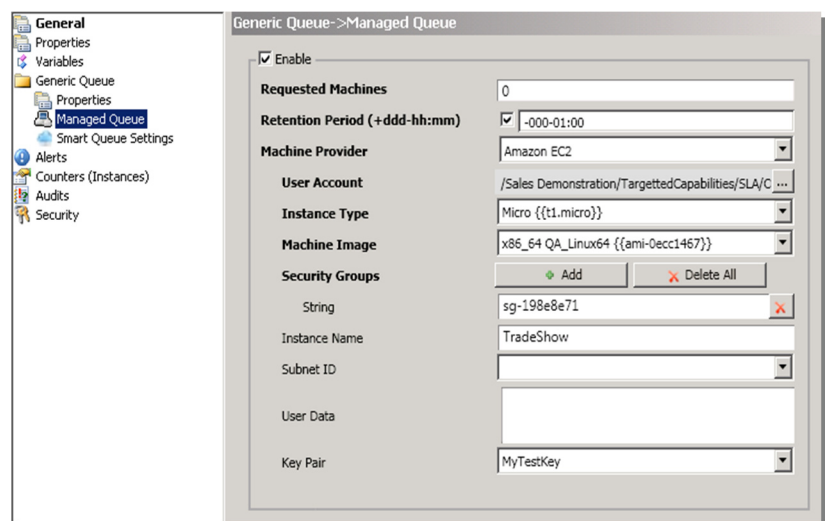 General
Properties
Variables
Generic Queue
Properties
Managed Queue
Smart Queue Settings
Alerts
Counters (Instances)
Audits
Security
Generic Queue->Managed Queue
Enable
Requested Machines 0
Retention Period (+ddd-hh:mm) -000-01:00
Machine Provider Amazon EC2
User Account /Sales Demonstration/TargettedCapabilities/SLA/C ...
Instance Type Micro {{t1.micro}}
Machine Image x86_64 QA_Linux64 {{ami-0ecc1467}}
Security Groups Add Delete All
String sg-198e8e71
Instance Name TradeShow
Subnet ID
User Data
Key Pair MyTestKey